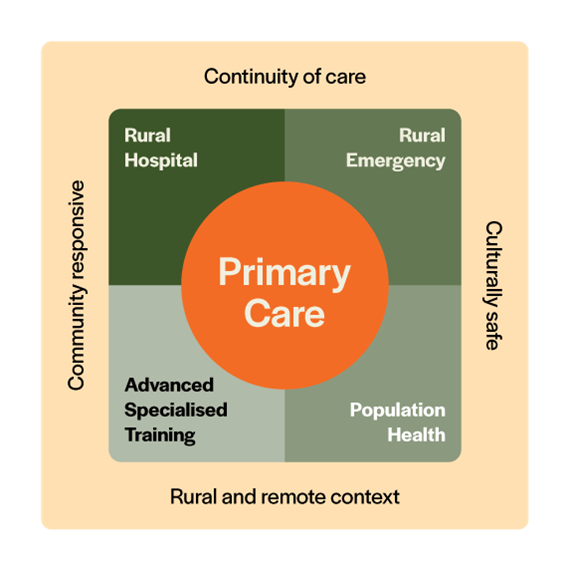 Continuity of care
Rural
Hospital
Rural
Emergency
Community responsive
Primary
Care
Culturally safe
Advanced
Specialised
Training
Population
Health
Rural and remote context